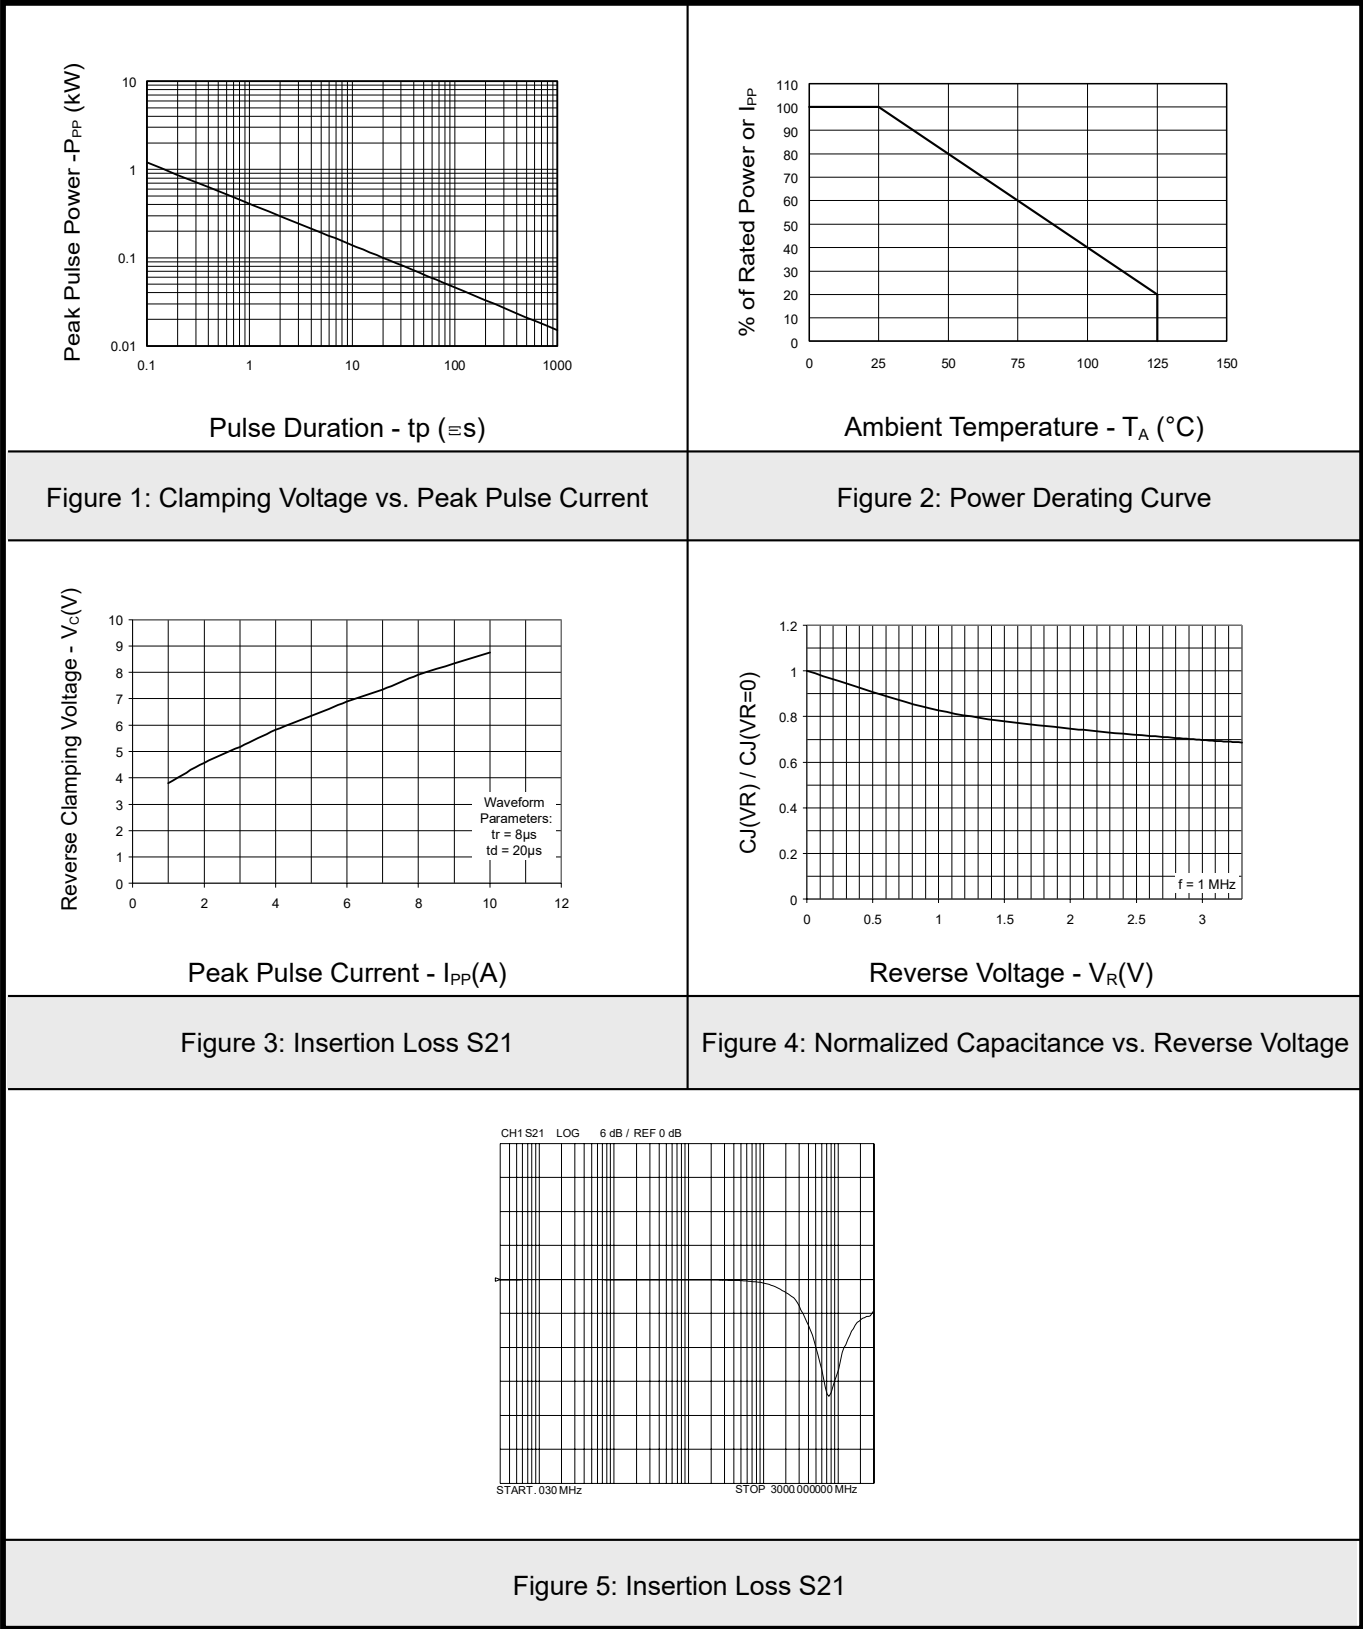 Peak Pulse Power -PPP (kW)
10
1
0.1
0.01
0.1 1 10 100 1000
Pulse Duration - tp (≡s)
Figure 1: Clamping Voltage vs. Peak Pulse Current
% of Rated Power or IPP
110
100
90
80
70
60
50
40
30
20
10
0
0 25 50 75 100 125 150
Ambient Temperature - TA (°C)
Figure 2: Power Derating Curve
Reverse Clamping Voltage - VC(V)
10
9
8
7
6
5
4
3
2
1
0
Waveform
Parameters:
tr = 8µs
td = 20µs
0 2 4 6 8 10 12
Peak Pulse Current - IPP(A)
Figure 3: Insertion Loss S21
CJ(VR) / CJ(VR=0)
1.2
1
0.8
0.6
0.4
0.2
0
f = 1 MHz
0 0.5 1 1.5 2 2.5 3
Reverse Voltage - VR(V)
Figure 4: Normalized Capacitance vs. Reverse Voltage
CH1 S21 LOG 6 dB / REF 0 dB
START. 030 MHz STOP 3000.000000 MHz
Figure 5: Insertion Loss S21